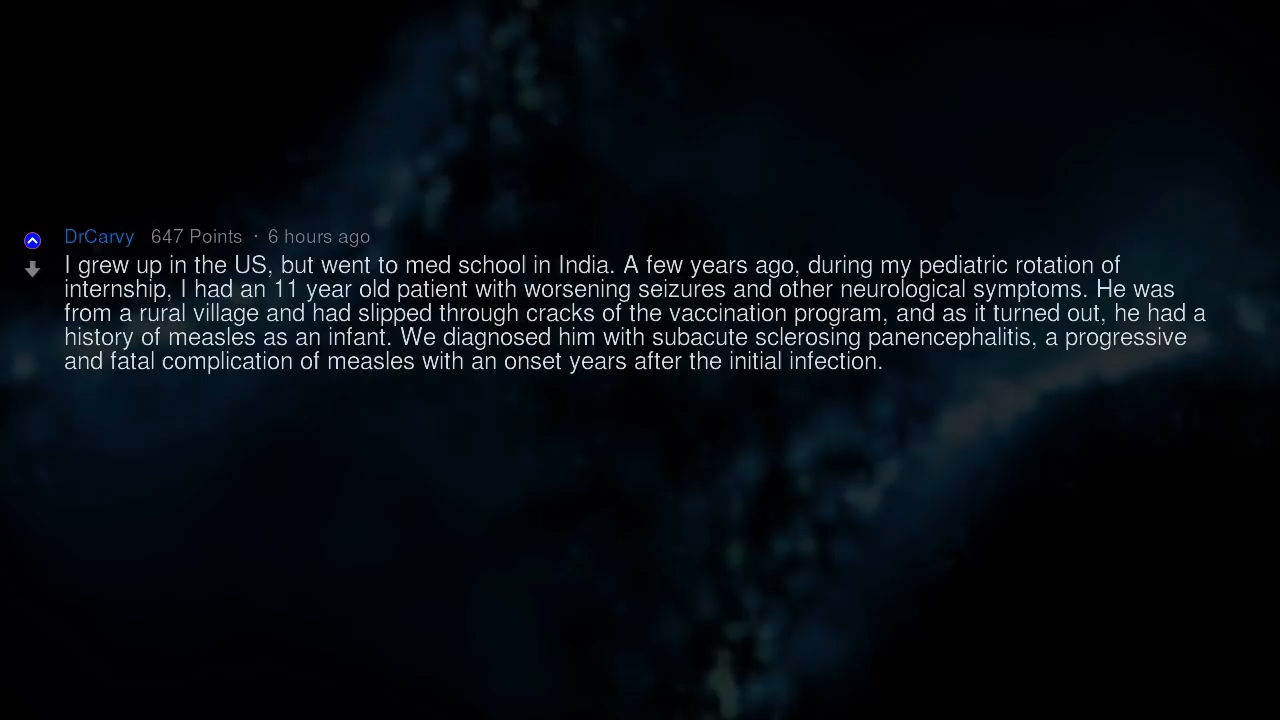 DrCarvy 647 Points · 6 hours ago
I grew up in the US, but went to med school in India. A few years ago, during my pediatric rotation of
internship, I had an 11 year old patient with worsening seizures and other neurological symptoms. He was
from a rural village and had slipped through cracks of the vaccination program, and as it turned out, he had a
history of measles as an infant. We diagnosed him with subacute sclerosing panencephalitis, a progressive
and fatal complication of measles with an onset years after the initial infection.